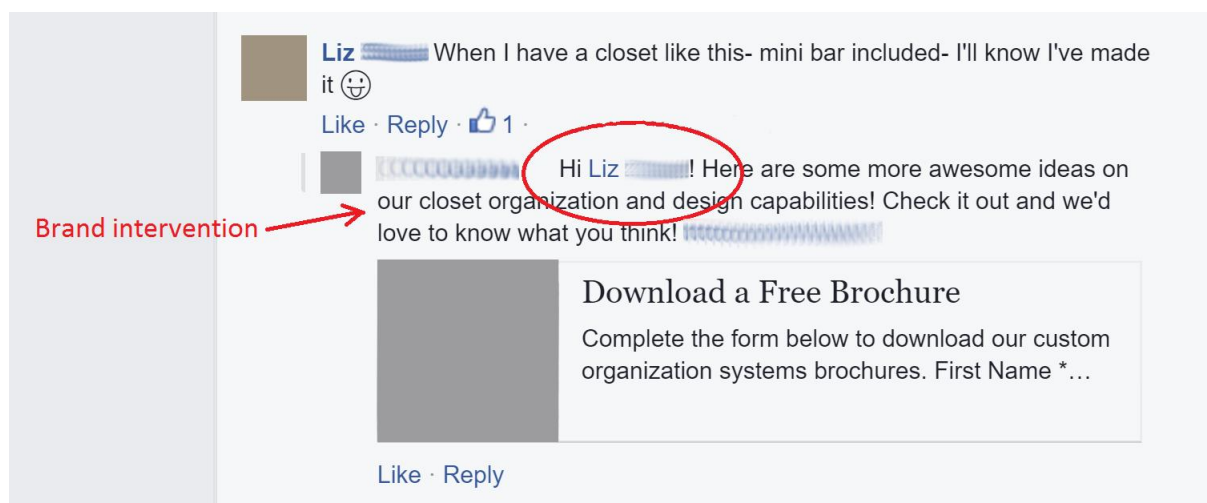 Liz When I have a closet like this- mini bar included- I'll know I've made
it 😛
Like · Reply · 1 ·
Hi Liz ! Here are some more awesome ideas on
our closet organization and design capabilities! Check it out and we'd
Brand intervention
love to know what you think!
Download a Free Brochure
Complete the form below to download our custom
organization systems brochures. First Name *…
Like · Reply